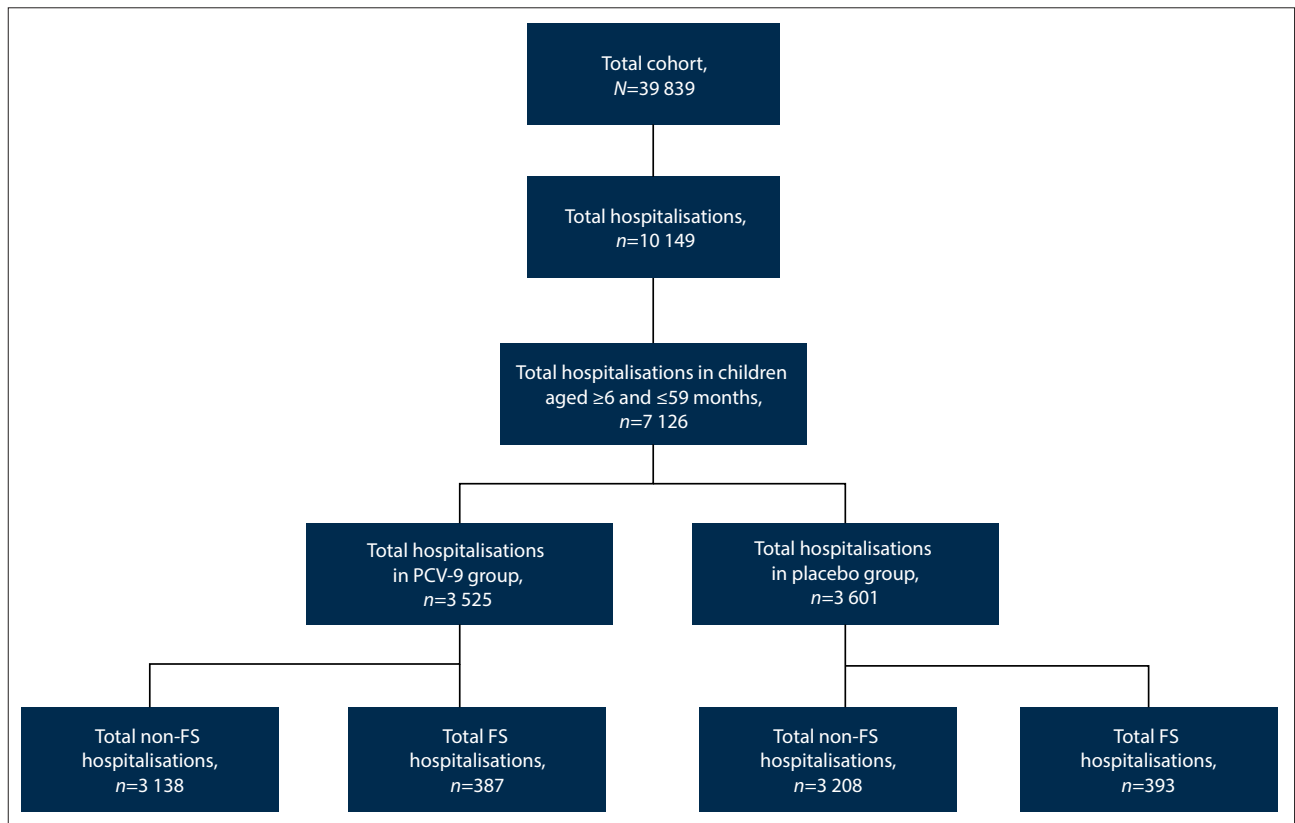 Total cohort,
N=39 839
Total hospitalisations,
n=10 149
Total hospitalisations in children
aged ≥6 and ≤59 months,
n=7 126
Total hospitalisations
in PCV-9 group,
n=3 525
Total hospitalisations
in placebo group,
n=3 601
Total non-FS
hospitalisations,
n=3 138
Total FS
hospitalisations,
n=387
Total non-FS
hospitalisations,
n=3 208
Total FS
hospitalisations,
n=393